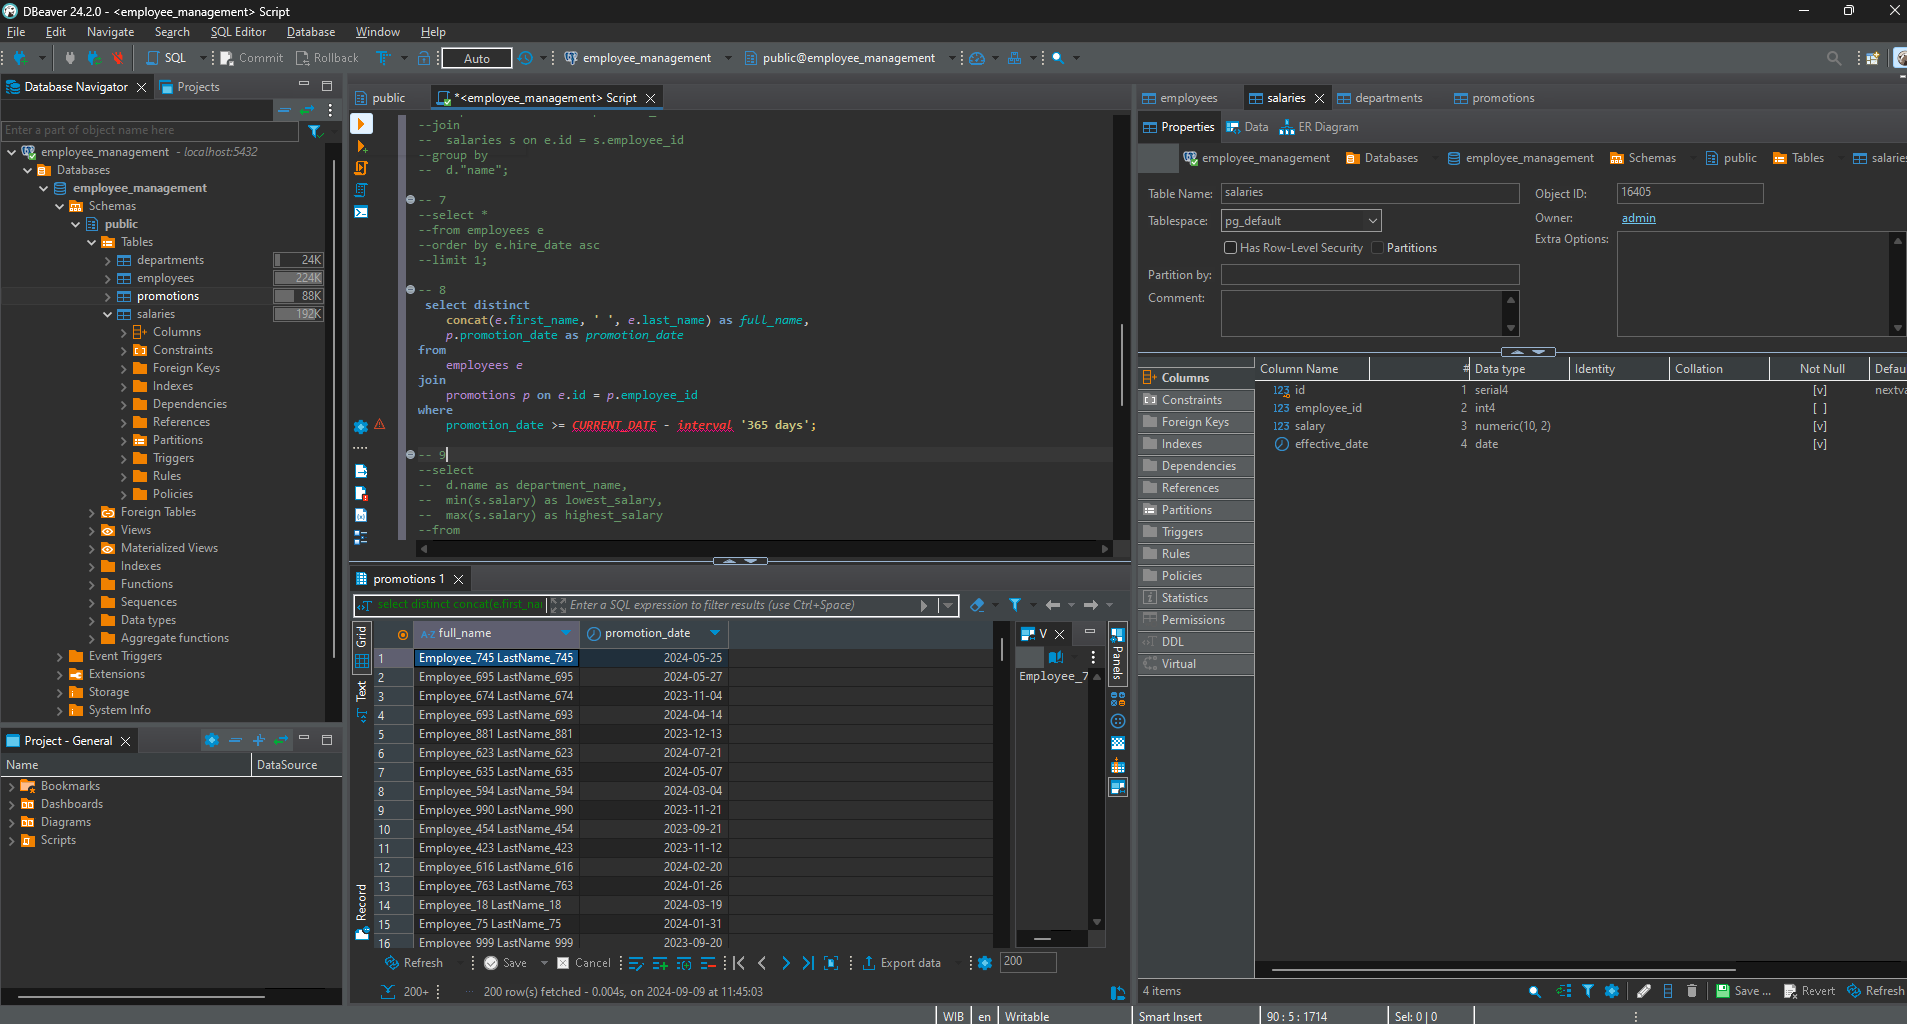 DBeaver 24.2.0 - <employee_management> Script
File Edit Navigate Search SQL Editor Database Window Help
SQL Commit Rollback Auto employee_management public@employee_management
Database Navigator Projects
Enter a part of object name here
employee_management - localhost:5432
Databases
employee_management
Schemas
public
Tables
departments 24K
employees 224K
promotions 88K
salaries 192K
Columns
Constraints
Foreign Keys
Indexes
Dependencies
References
Partitions
Triggers
Rules
Policies
Foreign Tables
Views
Materialized Views
Indexes
Functions
Sequences
Data types
Aggregate functions
Event Triggers
Extensions
Storage
System Info
Project - General
Name DataSource
Bookmarks
Dashboards
Diagrams
Scripts
public *<employee_management> Script
--join
--  salaries s on e.id = s.employee_id
--group by
--  d."name";
-- 7
--select *
--from employees e
--order by e.hire_date asc
--limit 1;
-- 8
select distinct
concat(e.first_name, ' ', e.last_name) as full_name,
p.promotion_date as promotion_date
from
employees e
join
promotions p on e.id = p.employee_id
where
promotion_date >= CURRENT_DATE - interval '365 days';
-- 9
--select
--  d.name as department_name,
--  min(s.salary) as lowest_salary,
--  max(s.salary) as highest_salary
--from
promotions 1
select distinct concat(e.first_nai Enter a SQL expression to filter results (use Ctrl+Space)
Grid
Text
Record
A-Z full_name promotion_date
1 Employee_745 LastName_745 2024-05-25
2 Employee_695 LastName_695 2024-05-27
3 Employee_674 LastName_674 2023-11-04
4 Employee_693 LastName_693 2024-04-14
5 Employee_881 LastName_881 2023-12-13
6 Employee_623 LastName_623 2024-07-21
7 Employee_635 LastName_635 2024-05-07
8 Employee_594 LastName_594 2024-03-04
9 Employee_990 LastName_990 2023-11-21
10 Employee_454 LastName_454 2023-09-21
11 Employee_423 LastName_423 2023-11-12
12 Employee_616 LastName_616 2024-02-20
13 Employee_763 LastName_763 2024-01-26
14 Employee_18 LastName_18 2024-03-19
15 Employee_75 LastName_75 2024-01-31
16 Employee_999 LastName_999 2023-09-20
V
Employee_7
Panels
Refresh Save Cancel Export data 200
200+ 200 row(s) fetched - 0.004s, on 2024-09-09 at 11:45:03
employees salaries departments promotions
Properties Data ER Diagram
employee_management Databases employee_management Schemas public Tables salarie
Table Name: salaries Object ID: 16405
Tablespace: pg_default Owner: admin
Has Row-Level Security Partitions Extra Options:
Partition by:
Comment:
Columns
Constraints
Foreign Keys
Indexes
Dependencies
References
Partitions
Triggers
Rules
Policies
Statistics
Permissions
DDL
Virtual
Column Name # Data type Identity Collation Not Null Defau
123 id 1 serial4 [v] nextva
123 employee_id 2 int4 [ ]
123 salary 3 numeric(10, 2) [v]
effective_date 4 date [v]
4 items Save ... Revert Refresh
WIB en Writable Smart Insert 90 : 5 : 1714 Sel: 0 | 0